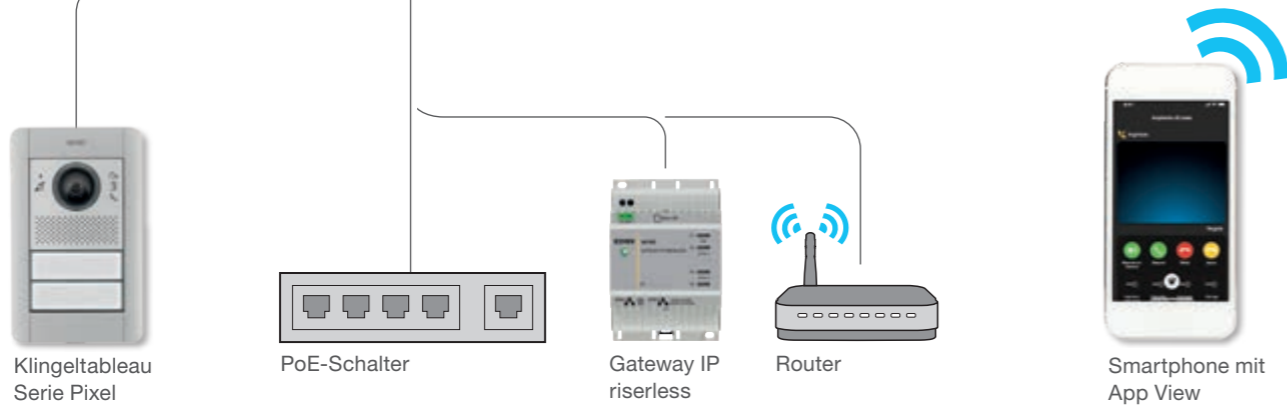 Klingeltableau
Serie Pixel
PoE-Schalter
Gateway IP
riserless
Router
Smartphone mit
App View